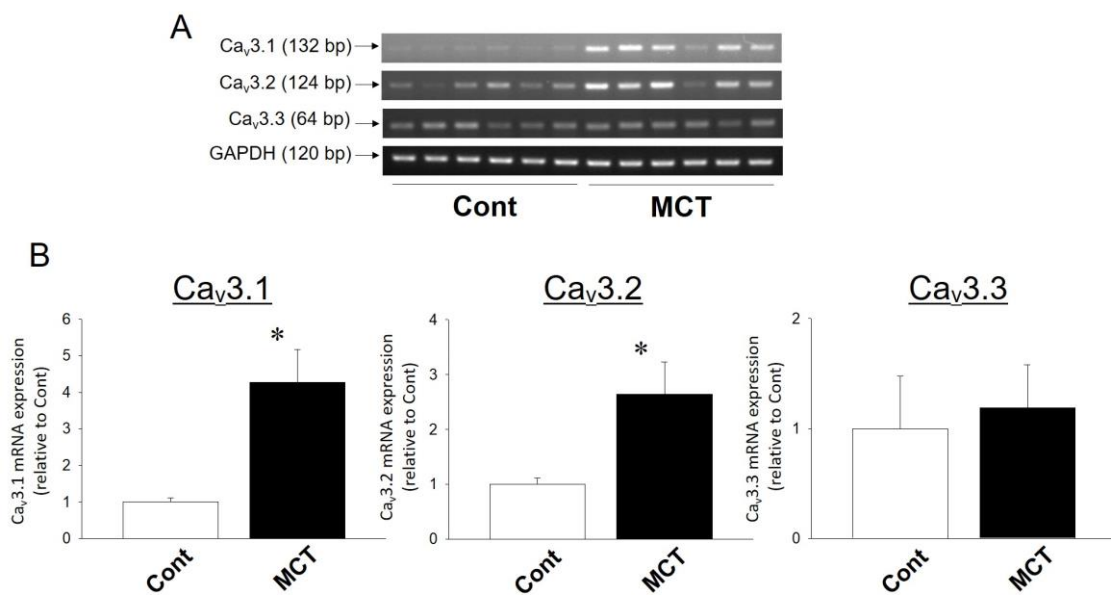 A
Caᵥ3.1 (132 bp)
Caᵥ3.2 (124 bp)
Caᵥ3.3 (64 bp)
GAPDH (120 bp)
Cont MCT
B
Caᵥ3.1 Caᵥ3.2 Caᵥ3.3
Caᵥ3.1 mRNA expression
(relative to Cont)
6
5
4
3
2
1
0
*
Cont MCT
Caᵥ3.2 mRNA expression
(relative to Cont)
4
3
2
1
0
*
Cont MCT
Caᵥ3.3 mRNA expression
(relative to Cont)
2
1
0
Cont MCT